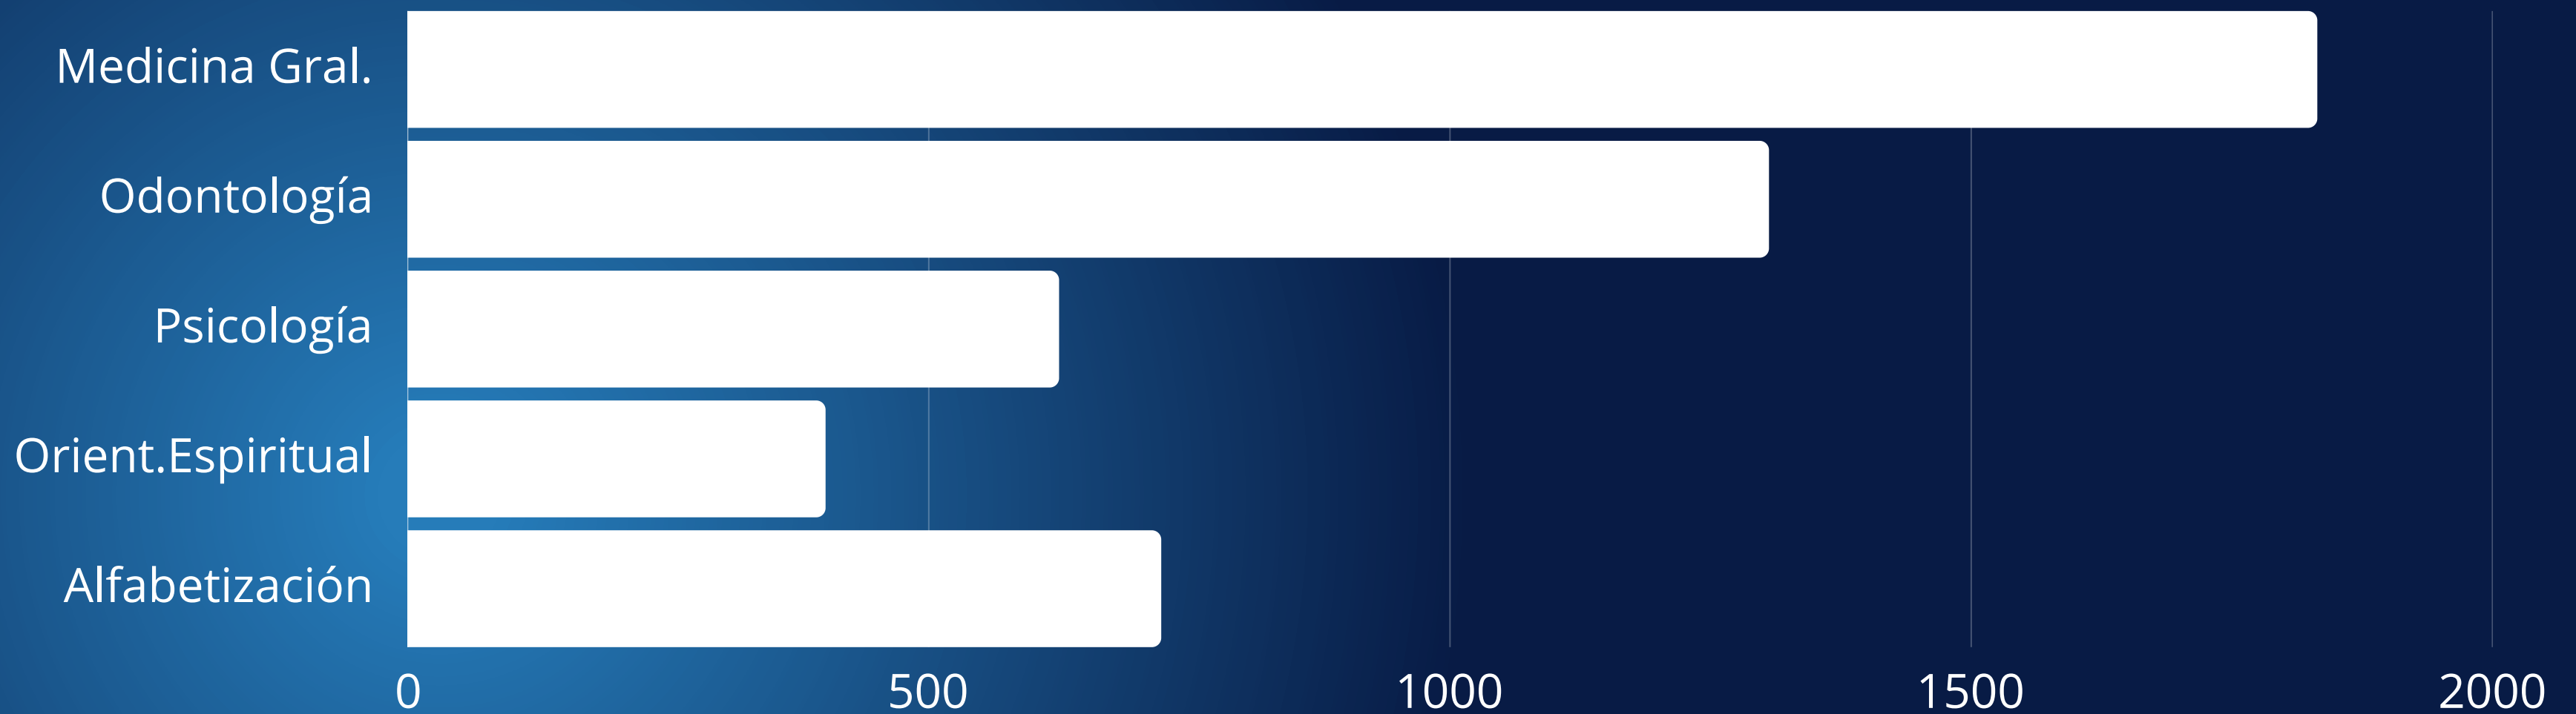 Medicina Gral.
Odontología
Psicología
Orient.Espiritual
Alfabetización
0 500 1000 1500 2000